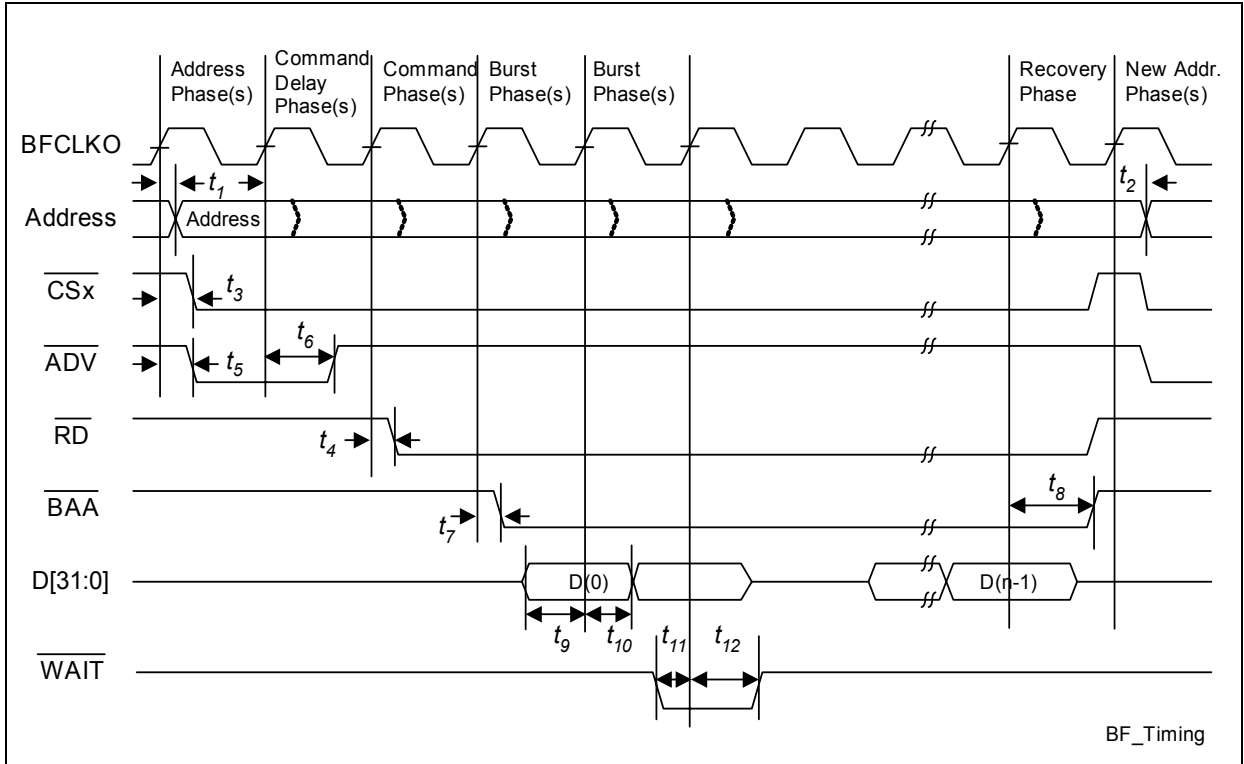 Address Phase(s)
Command Delay Phase(s)
Command Phase(s)
Burst Phase(s)
Burst Phase(s)
Recovery Phase
New Addr. Phase(s)
BFCLKO
t1
t2
Address
Address
CSx
t3
ADV
t5
t6
RD
t4
BAA
t7
t8
D[31:0]
D(0)
D(n-1)
t9
t10
t11
t12
WAIT
BF_Timing